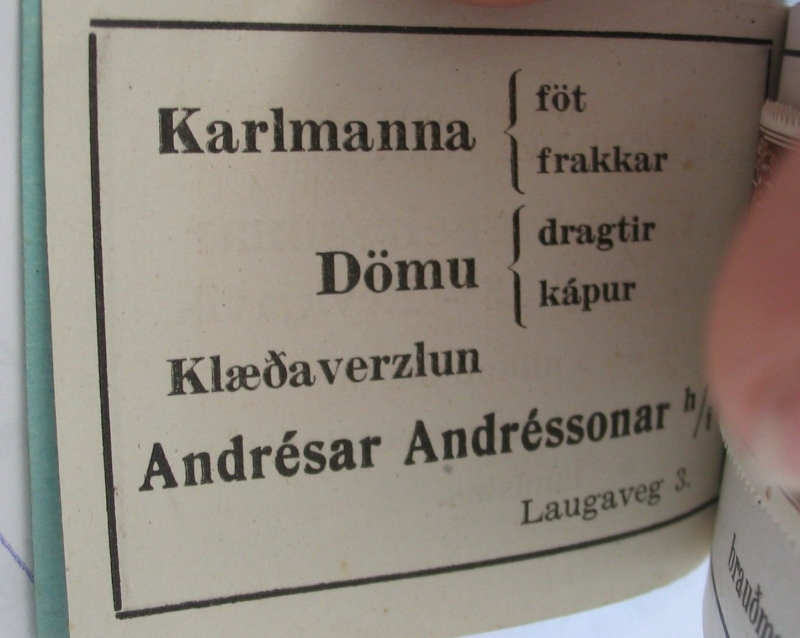 Karlmanna { föt
frakkar
Dömu { dragtir
kápur
Klæðaverzlun
Andrésar Andréssonar h/f
Laugaveg 3.